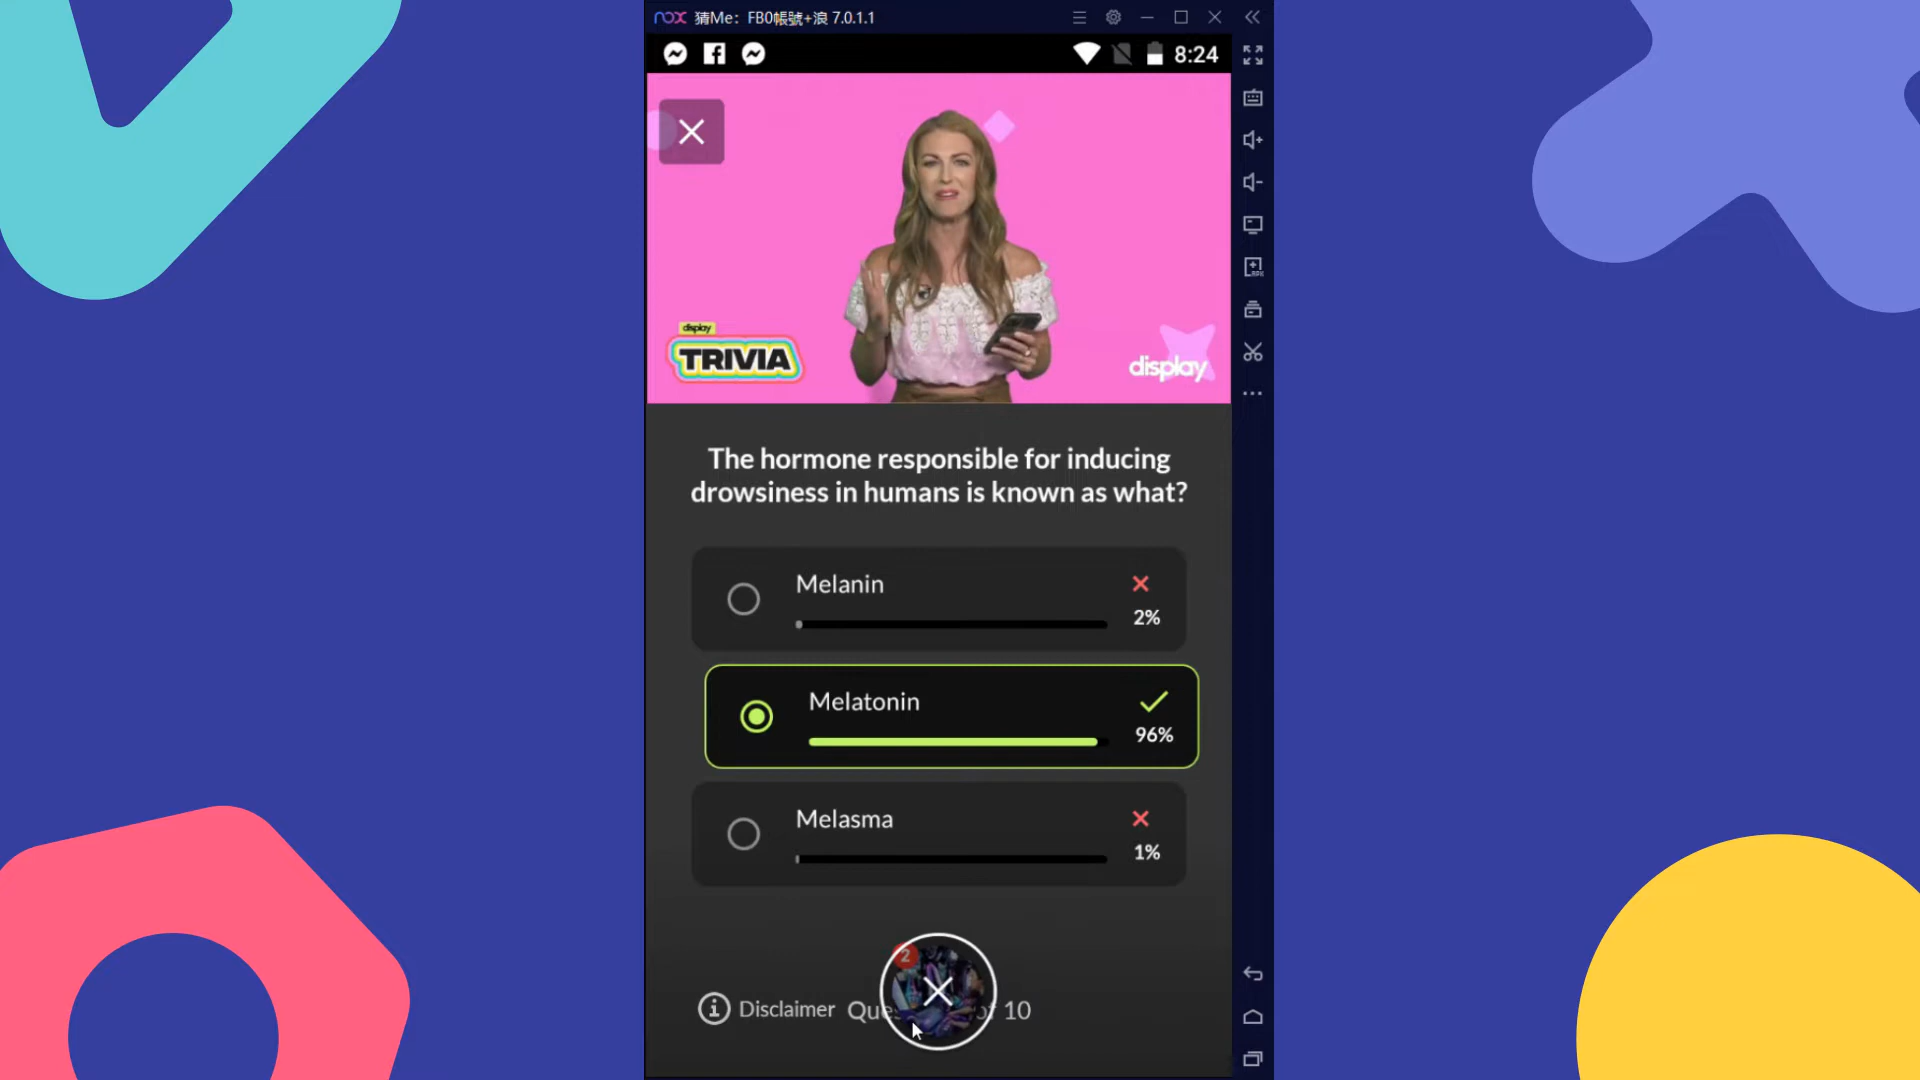 nox 猜Me：FB0帳號+浪 7.0.1.1
8:24
display
TRIVIA
display
The hormone responsible for inducing
drowsiness in humans is known as what?
Melanin
2%
Melatonin
96%
Melasma
1%
2
Disclaimer
of 10